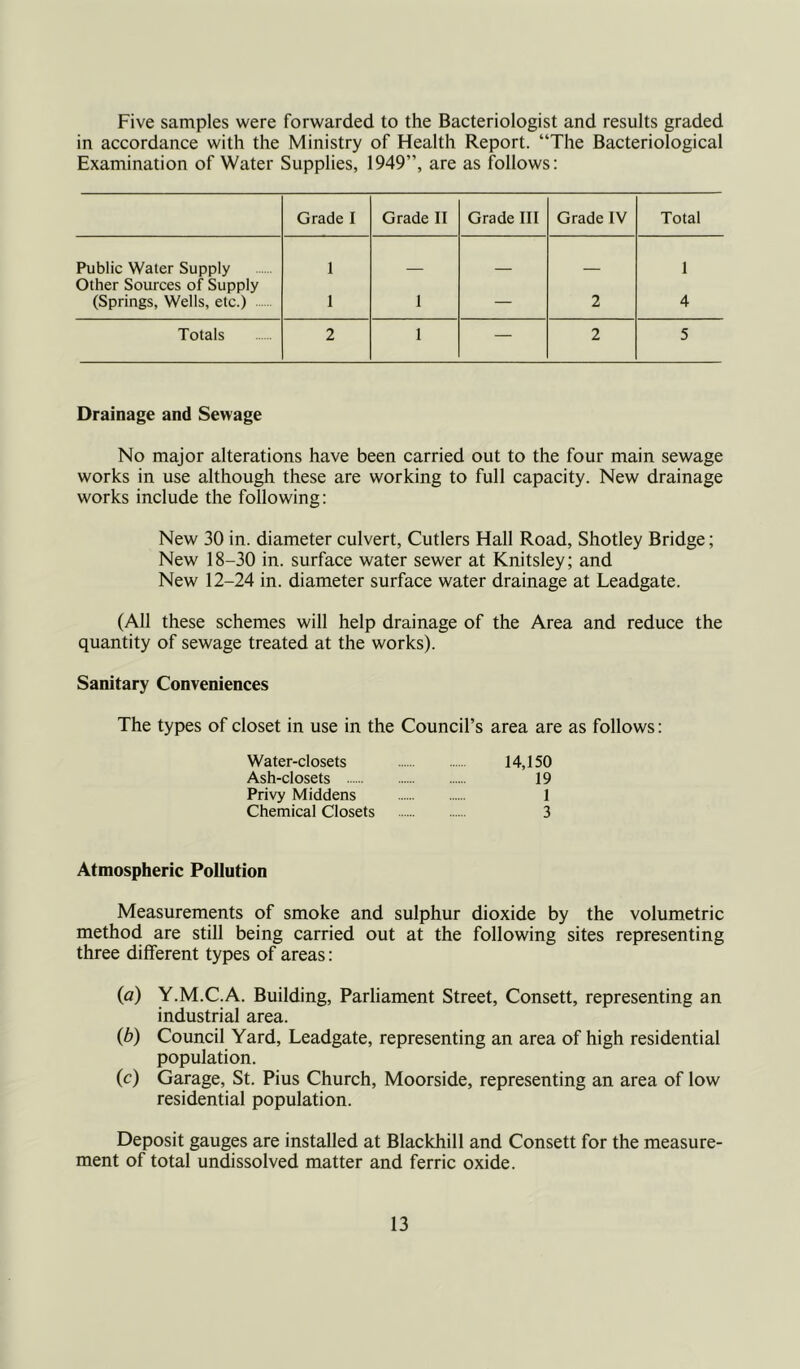 Five samples were forwarded to the Bacteriologist and results graded
in accordance with the Ministry of Health Report. “The Bacteriological
Examination of Water Supplies, 1949”, are as follows:
Grade I Grade II Grade III Grade IV Total
Public Water Supply ...... 1 — — — 1
Other Sources of Supply
(Springs, Wells, etc.) ...... 1 1 — 2 4
Totals ...... 2 1 — 2 5
Drainage and Sewage
No major alterations have been carried out to the four main sewage
works in use although these are working to full capacity. New drainage
works include the following:
New 30 in. diameter culvert, Cutlers Hall Road, Shotley Bridge;
New 18–30 in. surface water sewer at Knitsley; and
New 12–24 in. diameter surface water drainage at Leadgate.
(All these schemes will help drainage of the Area and reduce the
quantity of sewage treated at the works).
Sanitary Conveniences
The types of closet in use in the Council’s area are as follows:
Water-closets ...... ...... 14,150
Ash-closets ...... ...... ...... 19
Privy Middens ...... ...... 1
Chemical Closets ...... ...... 3
Atmospheric Pollution
Measurements of smoke and sulphur dioxide by the volumetric
method are still being carried out at the following sites representing
three different types of areas:
(a) Y.M.C.A. Building, Parliament Street, Consett, representing an
industrial area.
(b) Council Yard, Leadgate, representing an area of high residential
population.
(c) Garage, St. Pius Church, Moorside, representing an area of low
residential population.
Deposit gauges are installed at Blackhill and Consett for the measure-
ment of total undissolved matter and ferric oxide.
13